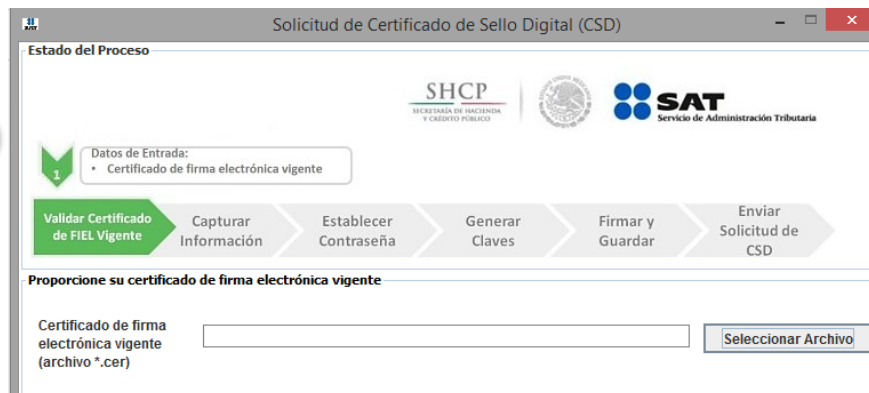 SAT
Solicitud de Certificado de Sello Digital (CSD)
Estado del Proceso
SHCP
SECRETARÍA DE HACIENDA
Y CRÉDITO PÚBLICO
SAT
Servicio de Administración Tributaria
1
Datos de Entrada:
• Certificado de firma electrónica vigente
Validar Certificado
de FIEL Vigente
Capturar
Información
Establecer
Contraseña
Generar
Claves
Firmar y
Guardar
Enviar
Solicitud de
CSD
Proporcione su certificado de firma electrónica vigente
Certificado de firma
electrónica vigente
(archivo *.cer)
Seleccionar Archivo